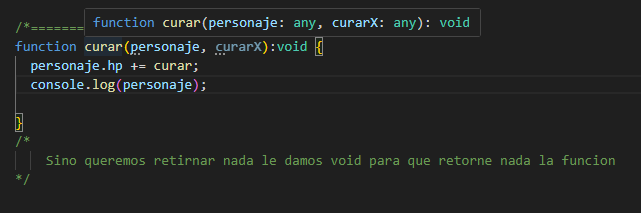 function curar(personaje: any, curarX: any): void
/*========
function curar(personaje, curarX):void {
personaje.hp += curar;
console.log(personaje);
}
/*
Sino queremos retirnar nada le damos void para que retorne nada la funcion
*/